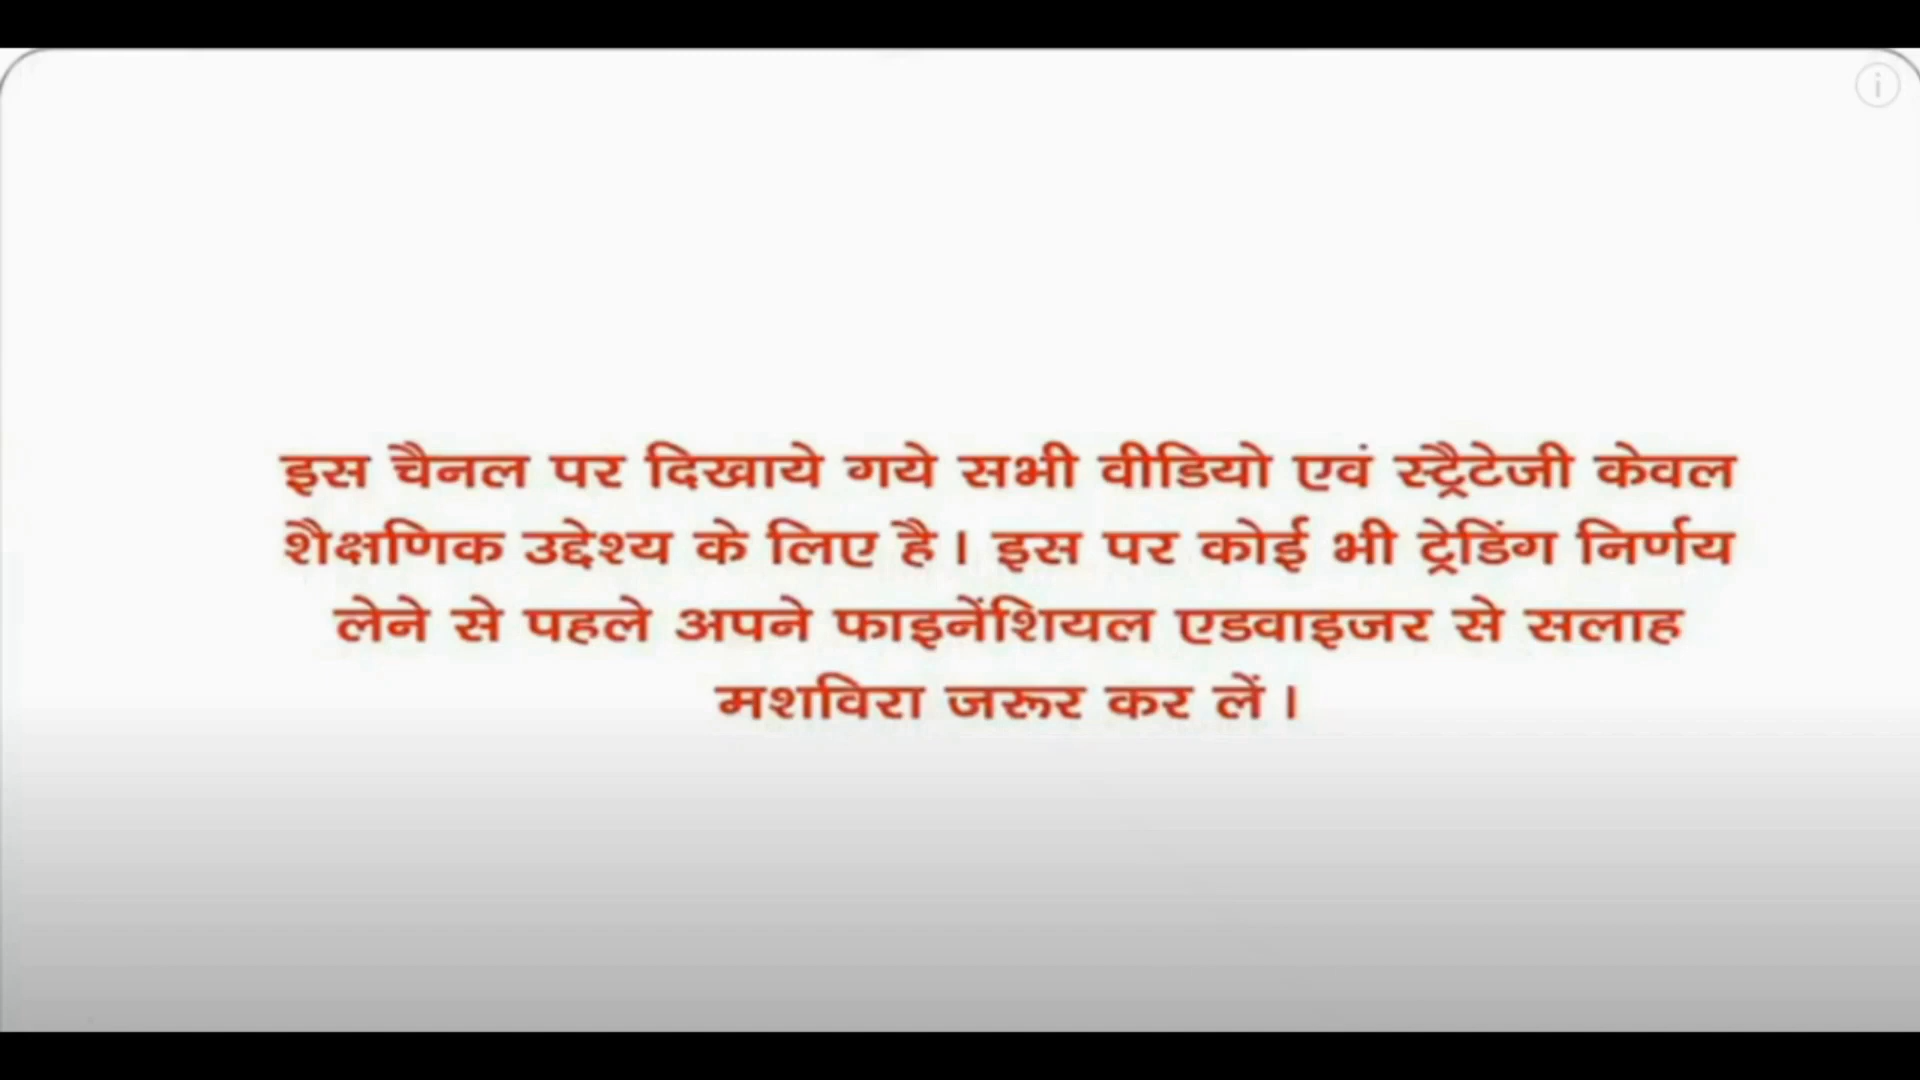 इस चैनल पर दिखाये गये सभी वीडियो एवं स्ट्रैटेजी केवल
शैक्षणिक उद्देश्य के लिए है। इस पर कोई भी ट्रेडिंग निर्णय
लेने से पहले अपने फाइनेंशियल एडवाइजर से सलाह
मशविरा जरूर कर लें।